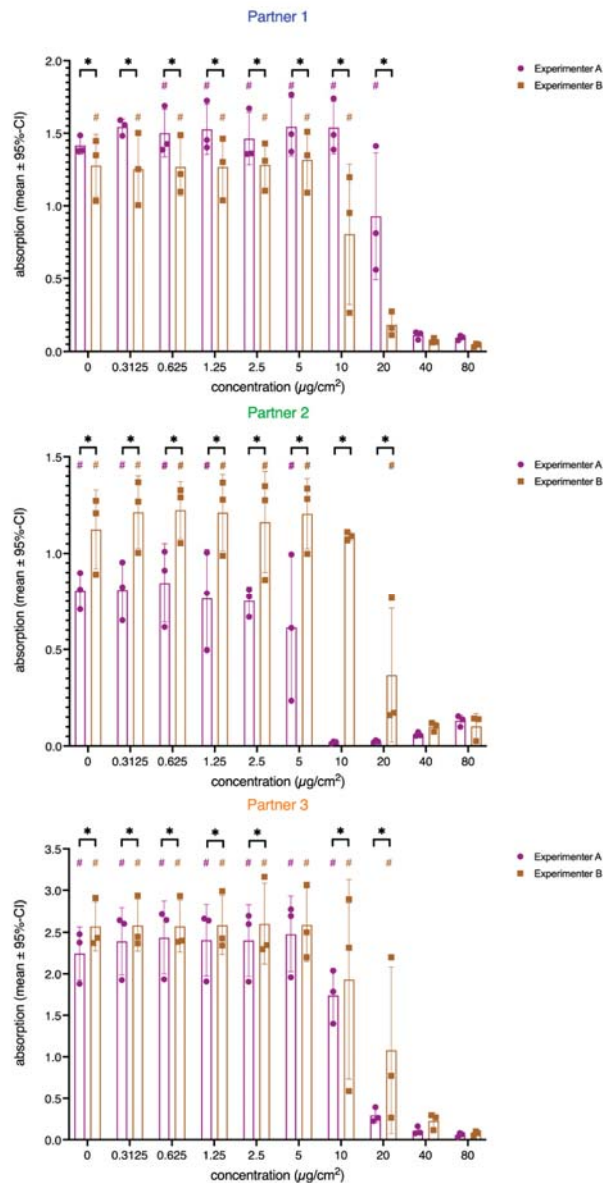 Partner 1
* * * * * * * *
# # # # # #
# # # # # # #
Experimenter A
Experimenter B
absorption (mean ± 95%-CI)
2.0
1.5
1.0
0.5
0.0
0 0.3125 0.625 1.25 2.5 5 10 20 40 80
concentration (µg/cm²)
Partner 2
* * * * * * * *
# # # # # # # # # # # #
Experimenter A
Experimenter B
absorption (mean ± 95%-CI)
1.5
1.0
0.5
0.0
0 0.3125 0.625 1.25 2.5 5 10 20 40 80
concentration (µg/cm²)
Partner 3
* * * * * * *
# # # # # # # # # # # # # # #
Experimenter A
Experimenter B
absorption (mean ± 95%-CI)
3.5
3.0
2.5
2.0
1.5
1.0
0.5
0.0
0 0.3125 0.625 1.25 2.5 5 10 20 40 80
concentration (µg/cm²)